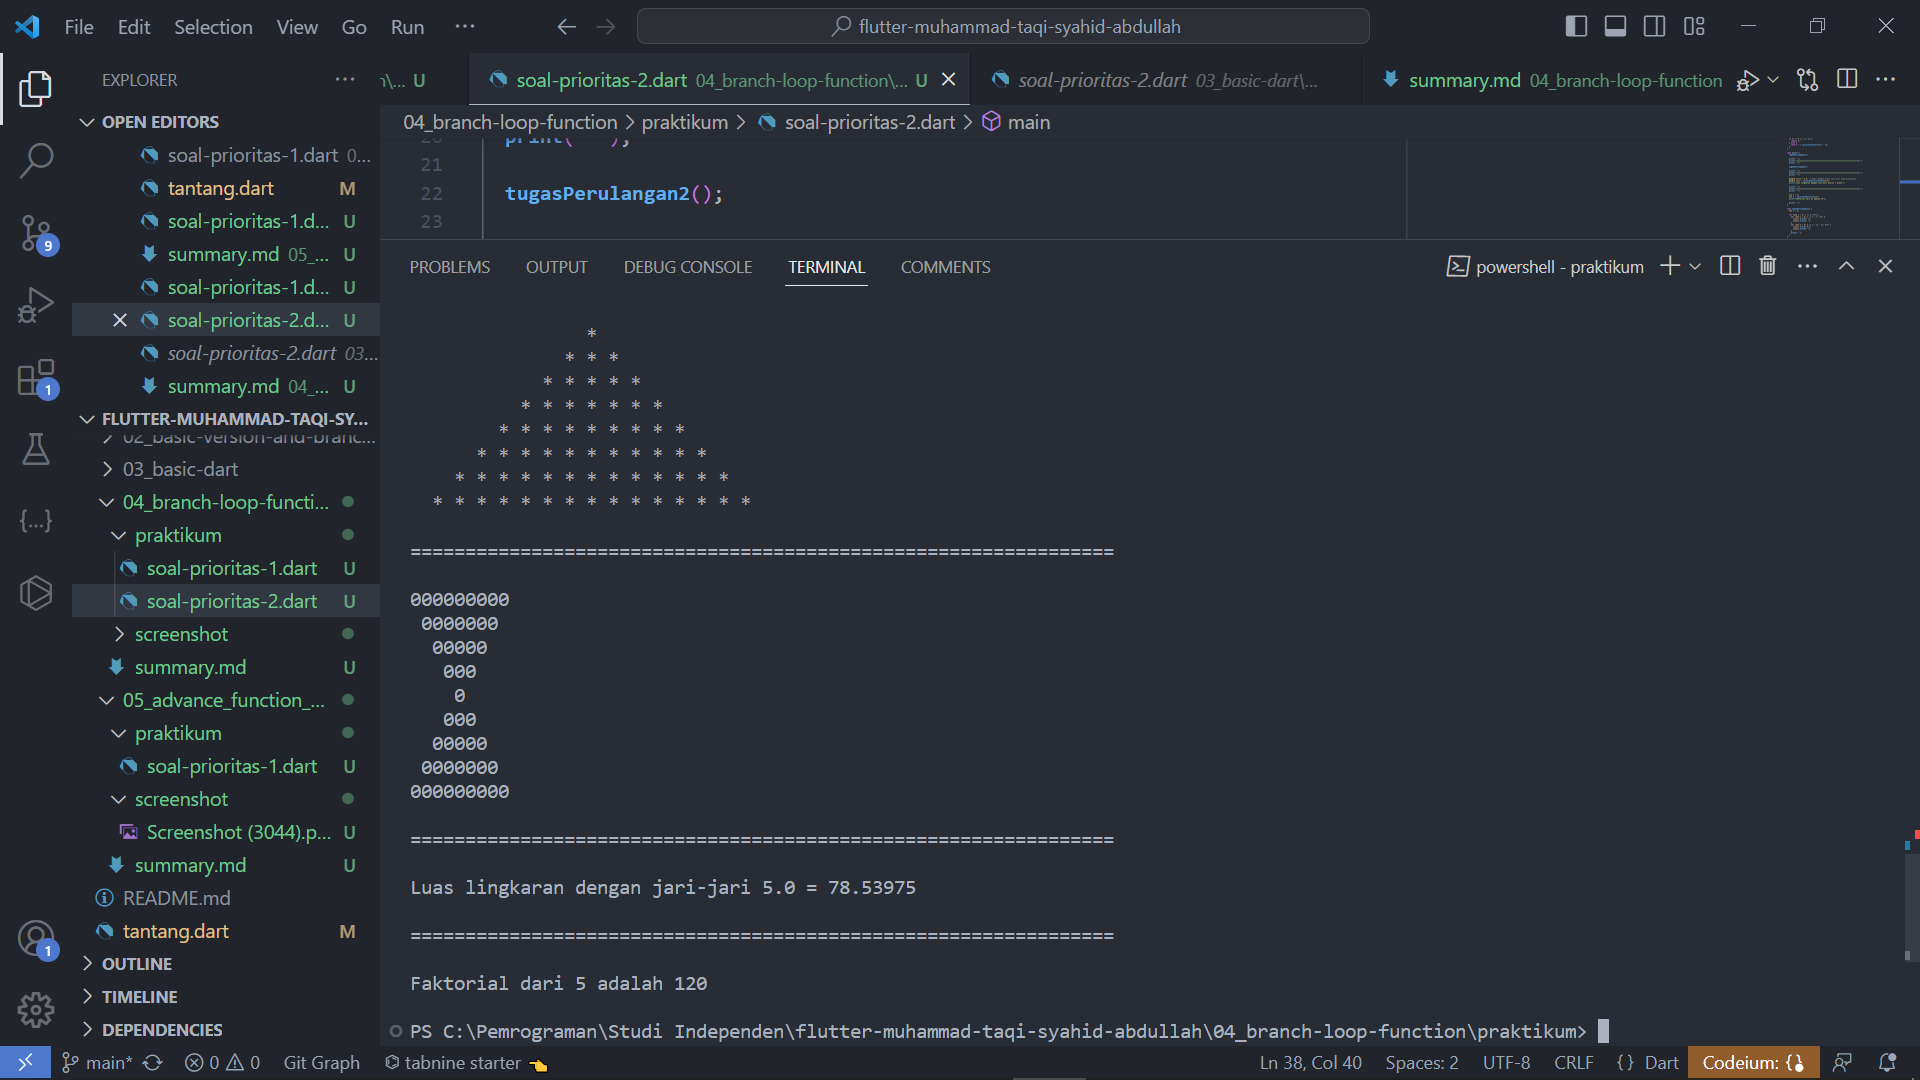 File Edit Selection View Go Run ··· flutter-muhammad-taqi-syahid-abdullah
EXPLORER ···
n\... U
soal-prioritas-2.dart 04_branch-loop-function\... U
soal-prioritas-2.dart 03_basic-dart\...
summary.md 04_branch-loop-function
OPEN EDITORS
soal-prioritas-1.dart 0...
tantang.dart M
soal-prioritas-1.d... U
summary.md 05_... U
soal-prioritas-1.d... U
soal-prioritas-2.d... U
soal-prioritas-2.dart 03...
summary.md 04_... U
FLUTTER-MUHAMMAD-TAQI-SY...
02_basic-version-and-branc...
03_basic-dart
04_branch-loop-functi...
praktikum
soal-prioritas-1.dart U
soal-prioritas-2.dart U
screenshot
summary.md U
05_advance_function_...
praktikum
soal-prioritas-1.dart U
screenshot
Screenshot (3044).p... U
summary.md U
README.md
tantang.dart M
OUTLINE
TIMELINE
DEPENDENCIES
9
1
1
04_branch-loop-function > praktikum > soal-prioritas-2.dart > main
21
22 tugasPerulangan2();
23
PROBLEMS OUTPUT DEBUG CONSOLE TERMINAL COMMENTS
powershell - praktikum
*
* * *
* * * * *
* * * * * * *
* * * * * * * * *
* * * * * * * * * * *
* * * * * * * * * * * * *
* * * * * * * * * * * * * * *
================================================================
000000000
0000000
00000
000
0
000
00000
0000000
000000000
================================================================
Luas lingkaran dengan jari-jari 5.0 = 78.53975
================================================================
Faktorial dari 5 adalah 120
PS C:\Pemrograman\Studi Independen\flutter-muhammad-taqi-syahid-abdullah\04_branch-loop-function\praktikum>
main* 0 0 Git Graph tabnine starter Ln 38, Col 40 Spaces: 2 UTF-8 CRLF {} Dart Codeium: {}